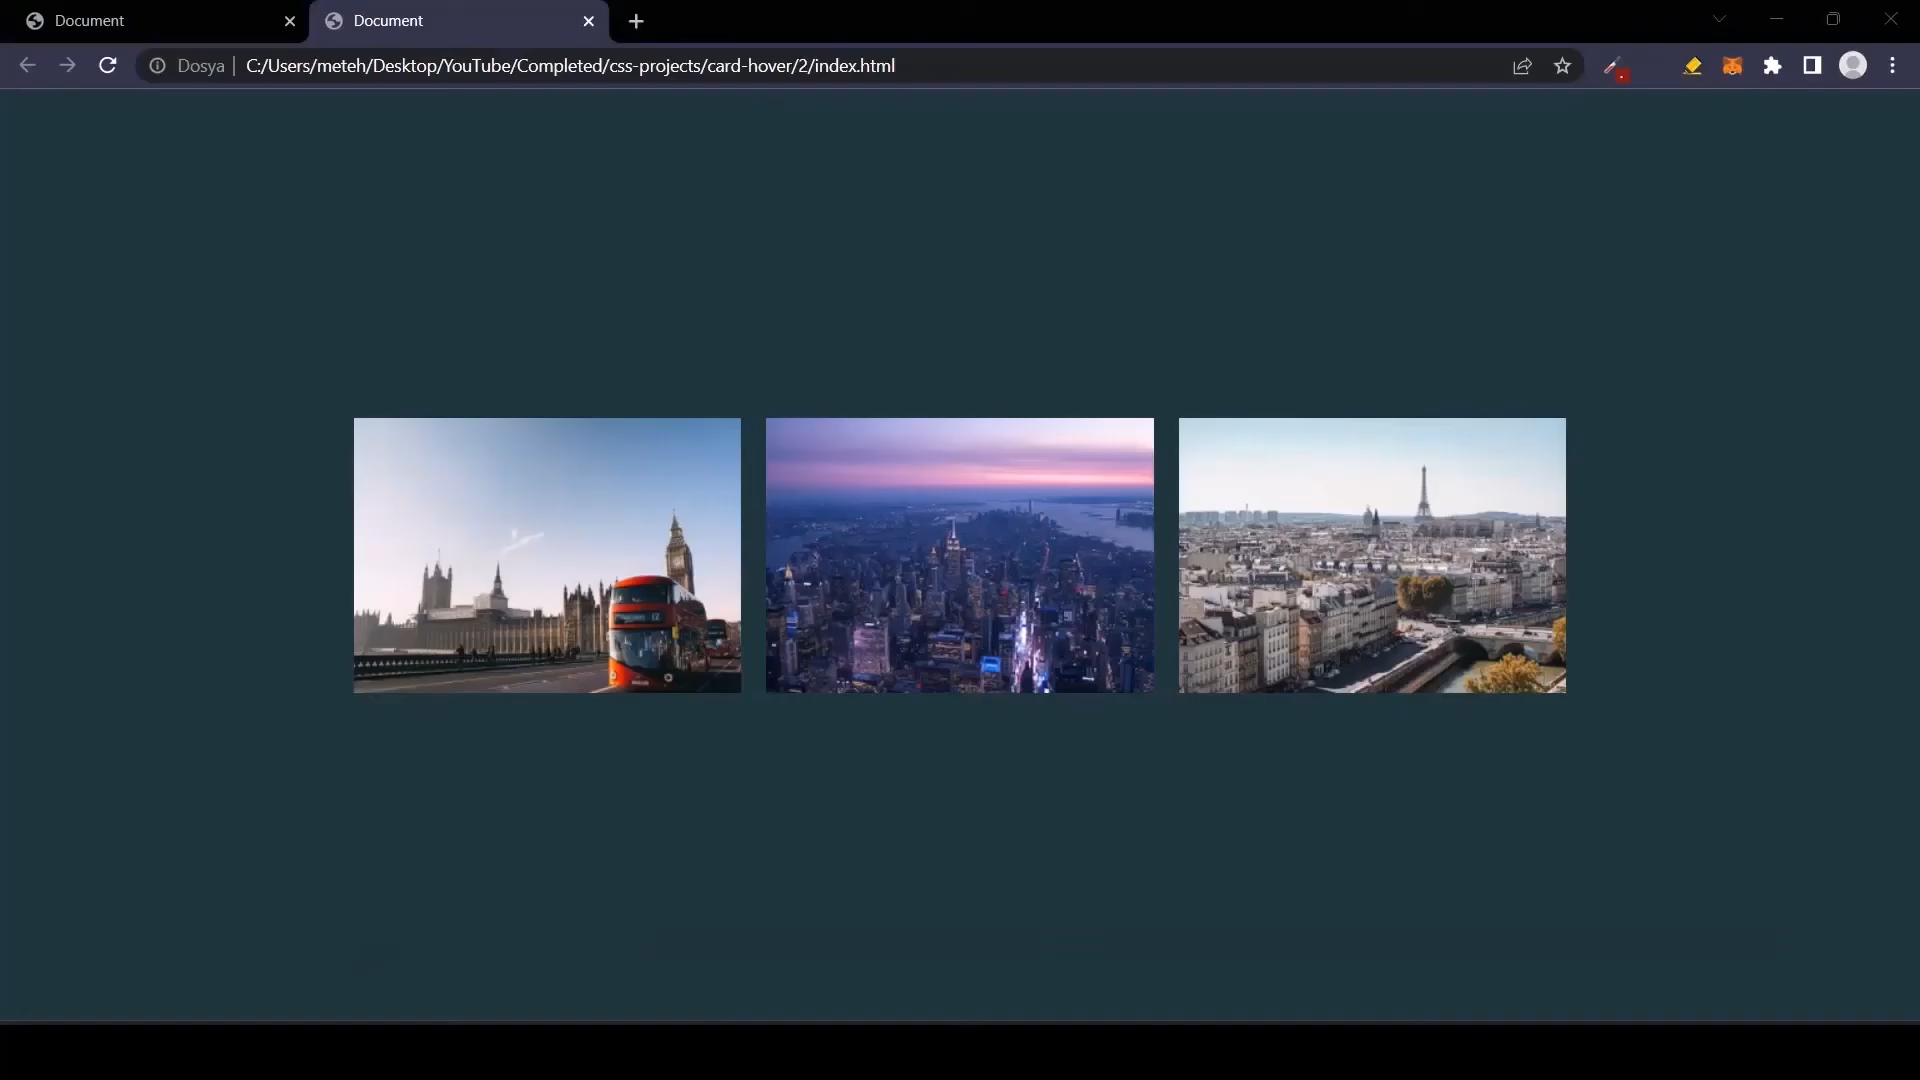 Document
Document
Dosya
C:/Users/meteh/Desktop/YouTube/Completed/css-projects/card-hover/2/index.html